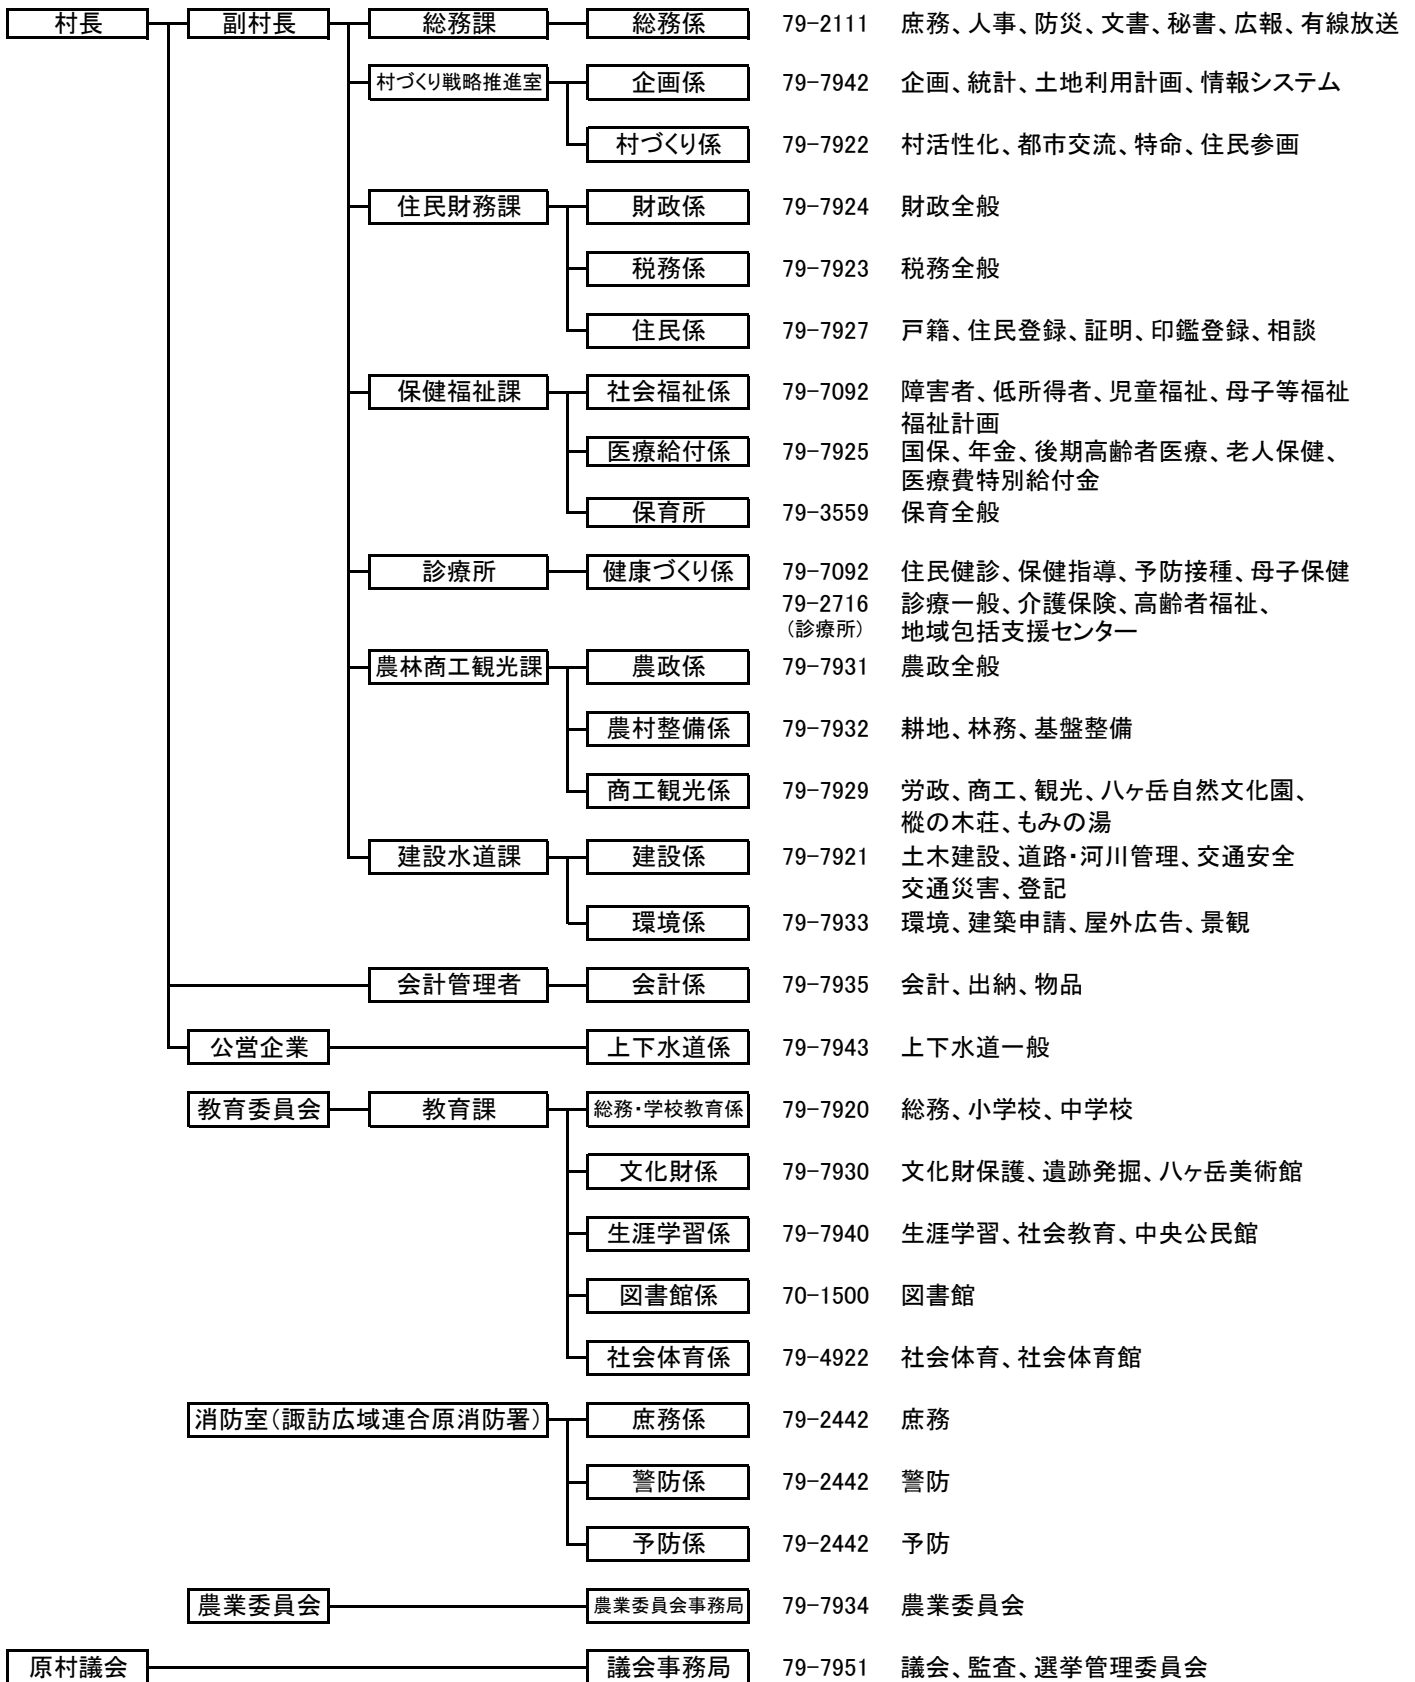 村長 副村長 総務課 総務係 79-2111 庶務、人事、防災、文書、秘書、広報、有線放送
村づくり戦略推進室 企画係 79-7942 企画、統計、土地利用計画、情報システム
村づくり係 79-7922 村活性化、都市交流、特命、住民参画
住民財務課 財政係 79-7924 財政全般
税務係 79-7923 税務全般
住民係 79-7927 戸籍、住民登録、証明、印鑑登録、相談
保健福祉課 社会福祉係 79-7092 障害者、低所得者、児童福祉、母子等福祉
福祉計画
医療給付係 79-7925 国保、年金、後期高齢者医療、老人保健、
医療費特別給付金
保育所 79-3559 保育全般
診療所 健康づくり係 79-7092 住民健診、保健指導、予防接種、母子保健
79-2716 診療一般、介護保険、高齢者福祉、
(診療所) 地域包括支援センター
農林商工観光課 農政係 79-7931 農政全般
農村整備係 79-7932 耕地、林務、基盤整備
商工観光係 79-7929 労政、商工、観光、八ヶ岳自然文化園、
樅の木荘、もみの湯
建設水道課 建設係 79-7921 土木建設、道路・河川管理、交通安全
交通災害、登記
環境係 79-7933 環境、建築申請、屋外広告、景観
会計管理者 会計係 79-7935 会計、出納、物品
公営企業 上下水道係 79-7943 上下水道一般
教育委員会 教育課 総務・学校教育係 79-7920 総務、小学校、中学校
文化財係 79-7930 文化財保護、遺跡発掘、八ヶ岳美術館
生涯学習係 79-7940 生涯学習、社会教育、中央公民館
図書館係 70-1500 図書館
社会体育係 79-4922 社会体育、社会体育館
消防室(諏訪広域連合原消防署) 庶務係 79-2442 庶務
警防係 79-2442 警防
予防係 79-2442 予防
農業委員会 農業委員会事務局 79-7934 農業委員会
原村議会 議会事務局 79-7951 議会、監査、選挙管理委員会